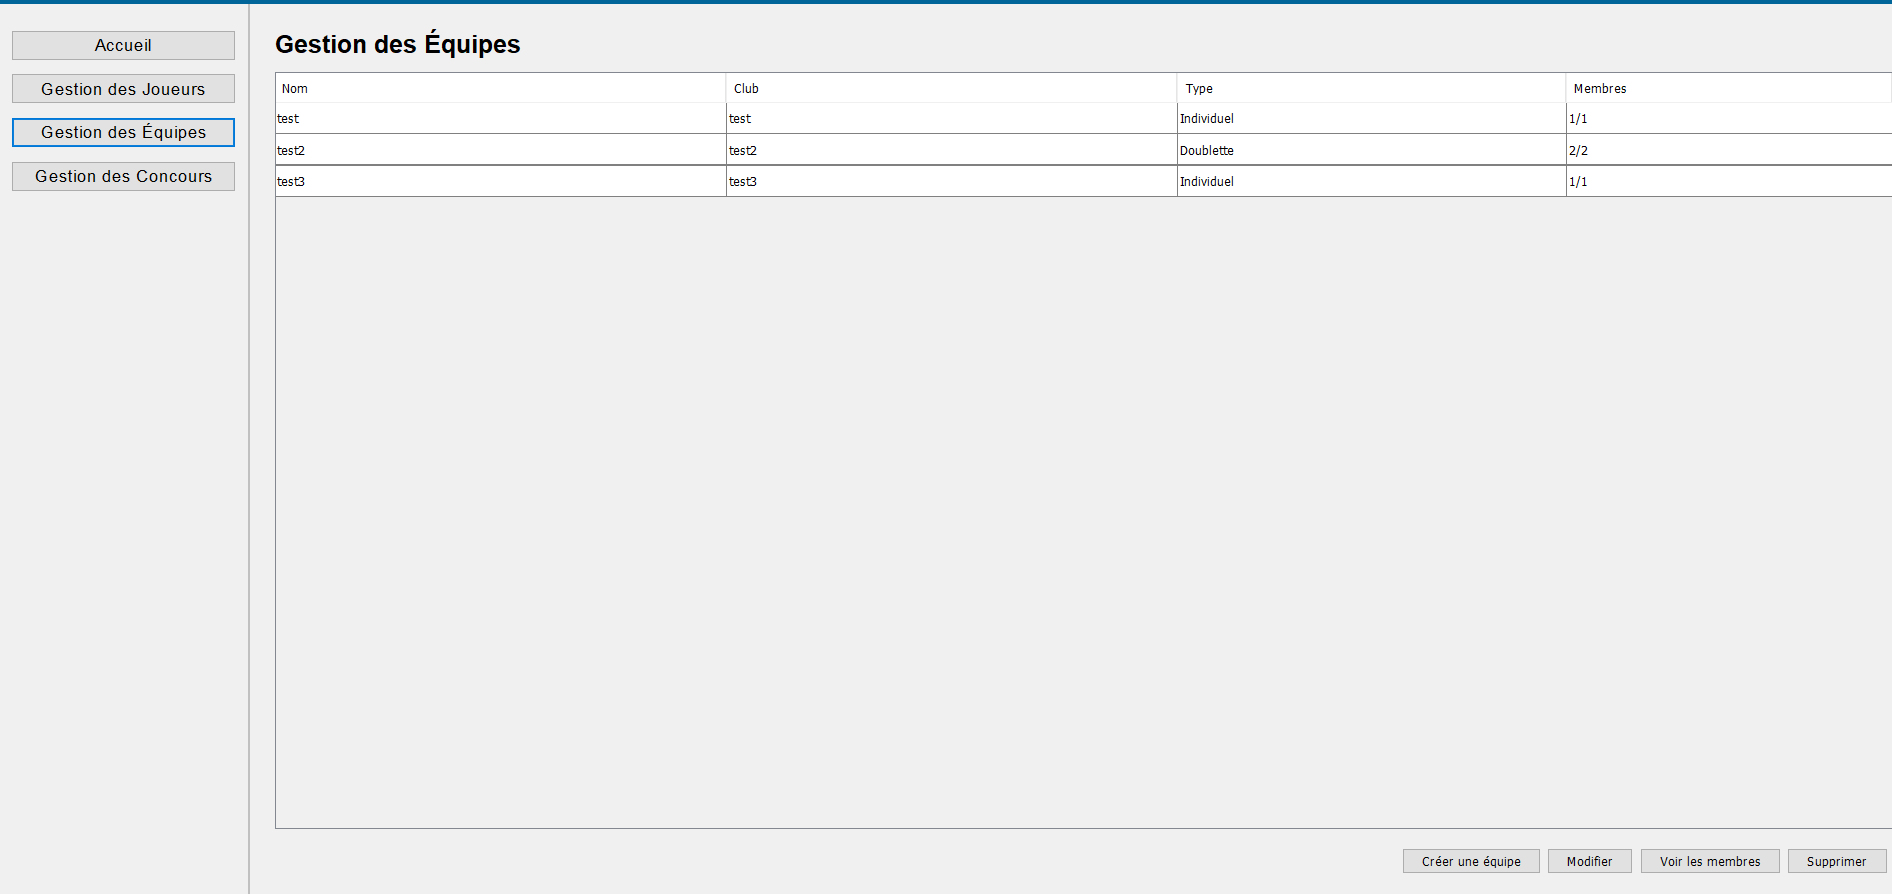 Accueil
Gestion des Joueurs
Gestion des Équipes
Gestion des Concours
Gestion des Équipes
Nom Club Type Membres
test test Individuel 1/1
test2 test2 Doublette 2/2
test3 test3 Individuel 1/1
Créer une équipe Modifier Voir les membres Supprimer